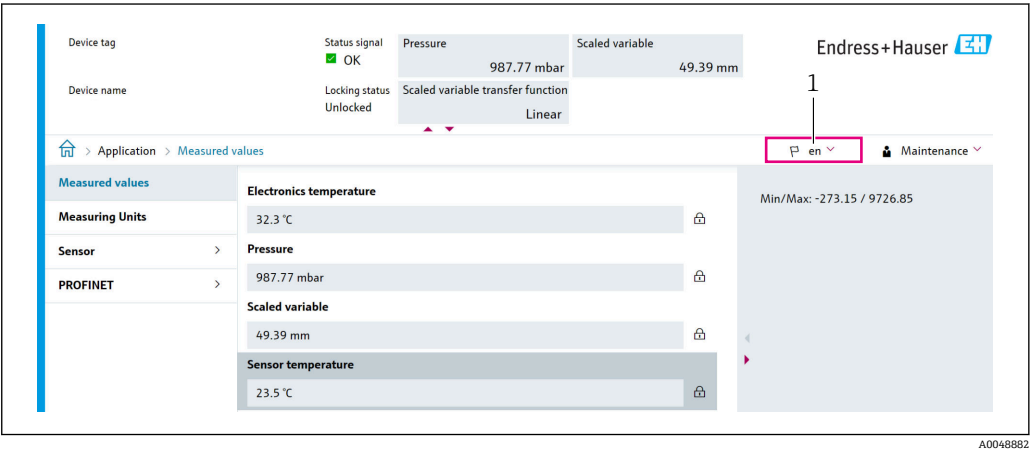 Device tag
Status signal
OK
Pressure
987.77 mbar
Scaled variable
49.39 mm
Endress+Hauser EH
Device name
Locking status
Unlocked
Scaled variable transfer function
Linear
1
> Application > Measured values
en
Maintenance
Measured values
Measuring Units
Sensor >
PROFINET >
Electronics temperature
32.3 °C
Pressure
987.77 mbar
Scaled variable
49.39 mm
Sensor temperature
23.5 °C
Min/Max: -273.15 / 9726.85
A0048882